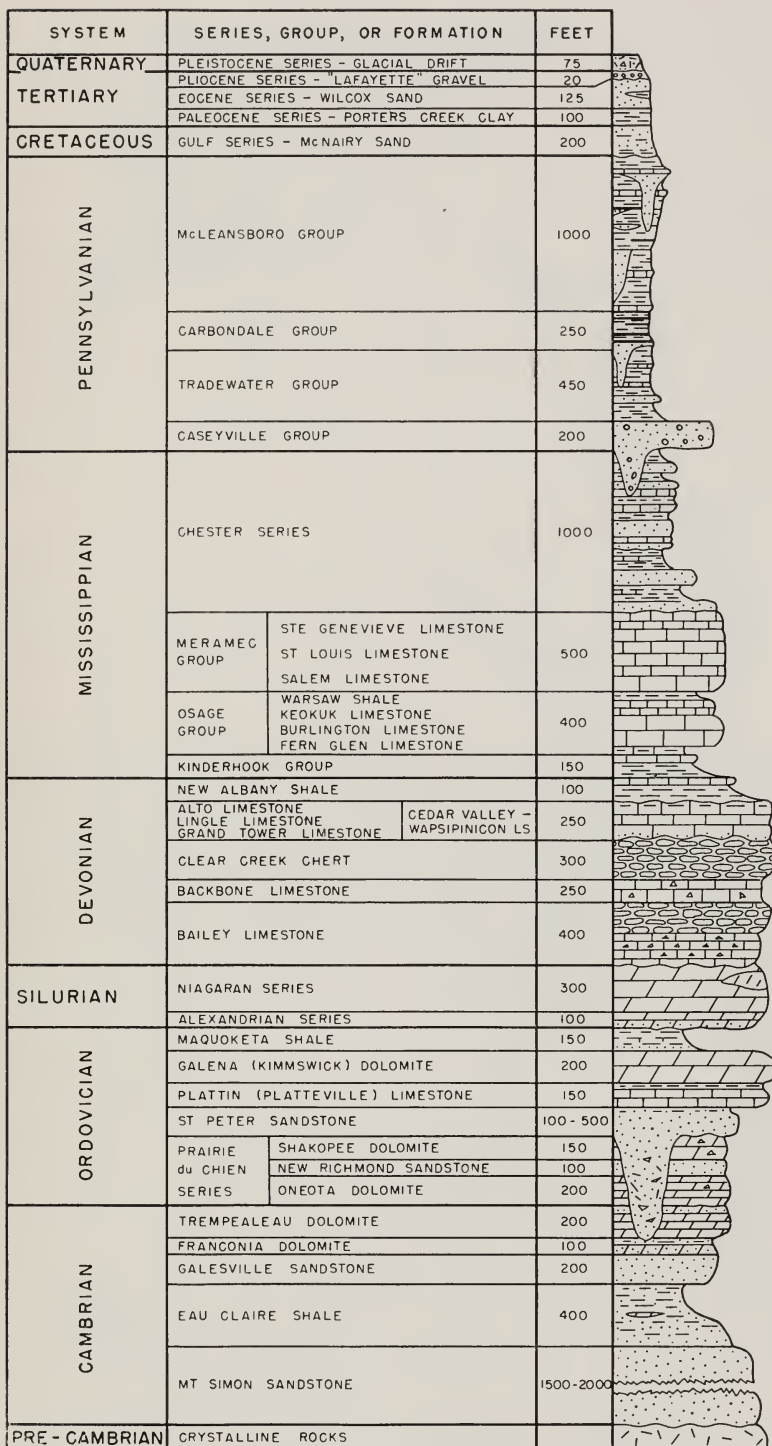 SYSTEM SERIES, GROUP, OR FORMATION FEET
QUATERNARY PLEISTOCENE SERIES - GLACIAL DRIFT 75
TERTIARY PLIOCENE SERIES - "LAFAYETTE" GRAVEL 20
EOCENE SERIES - WILCOX SAND 125
PALEOCENE SERIES - PORTERS CREEK CLAY 100
CRETACEOUS GULF SERIES - McNAIRY SAND 200
PENNSYLVANIAN
McLEANSBORO GROUP 1000
CARBONDALE GROUP 250
TRADEWATER GROUP 450
CASEYVILLE GROUP 200
MISSISSIPPIAN
CHESTER SERIES 1000
MERAMEC GROUP
STE GENEVIEVE LIMESTONE
ST LOUIS LIMESTONE 500
SALEM LIMESTONE
OSAGE GROUP
WARSAW SHALE
KEOKUK LIMESTONE 400
BURLINGTON LIMESTONE
FERN GLEN LIMESTONE
KINDERHOOK GROUP 150
DEVONIAN
NEW ALBANY SHALE 100
ALTO LIMESTONE
LINGLE LIMESTONE
GRAND TOWER LIMESTONE
CEDAR VALLEY -
WAPSIPINICON LS
250
CLEAR CREEK CHERT 300
BACKBONE LIMESTONE 250
BAILEY LIMESTONE 400
SILURIAN NIAGARAN SERIES 300
ALEXANDRIAN SERIES 100
ORDOVICIAN
MAQUOKETA SHALE 150
GALENA (KIMMSWICK) DOLOMITE 200
PLATTIN (PLATTEVILLE) LIMESTONE 150
ST PETER SANDSTONE 100 - 500
PRAIRIE
du CHIEN
SERIES
SHAKOPEE DOLOMITE 150
NEW RICHMOND SANDSTONE 100
ONEOTA DOLOMITE 200
CAMBRIAN
TREMPEALEAU DOLOMITE 200
FRANCONIA DOLOMITE 100
GALESVILLE SANDSTONE 200
EAU CLAIRE SHALE 400
MT SIMON SANDSTONE 1500-2000
PRE-CAMBRIAN CRYSTALLINE ROCKS